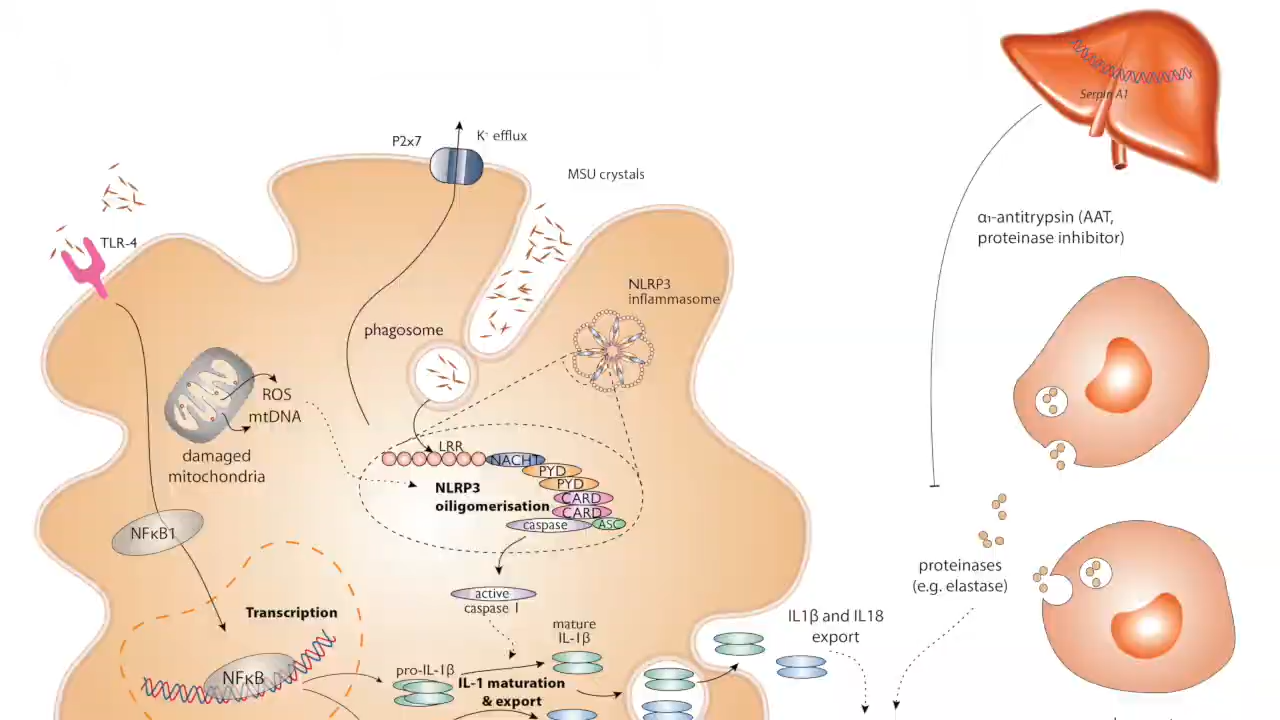 Serpin A1
P2x7
K⁺ efflux
MSU crystals
TLR-4
α₁-antitrypsin (AAT,
proteinase inhibitor)
NLRP3
inflammasome
phagosome
ROS
mtDNA
damaged
mitochondria
LRR
NACHT
PYD
PYD
CARD
CARD
caspase
ASC
NLRP3
oiligomerisation
NFκB1
active
caspase I
proteinases
(e.g. elastase)
Transcription
mature
IL-1β
IL1β and IL18
export
NFκB
pro-IL-1β
IL-1 maturation
& export